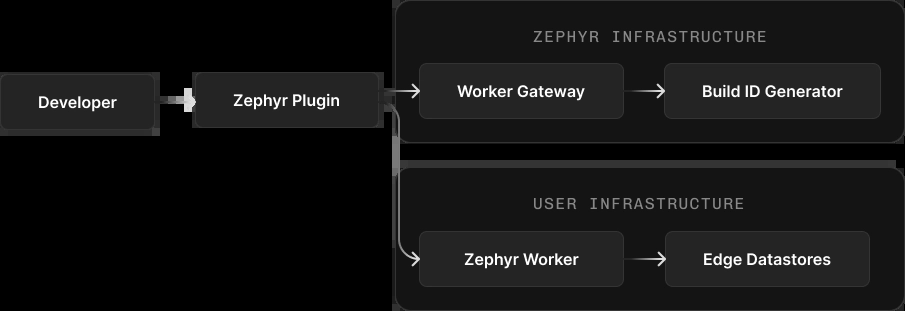 ZEPHYR INFRASTRUCTURE
Developer
Zephyr Plugin
Worker Gateway
Build ID Generator
USER INFRASTRUCTURE
Zephyr Worker
Edge Datastores